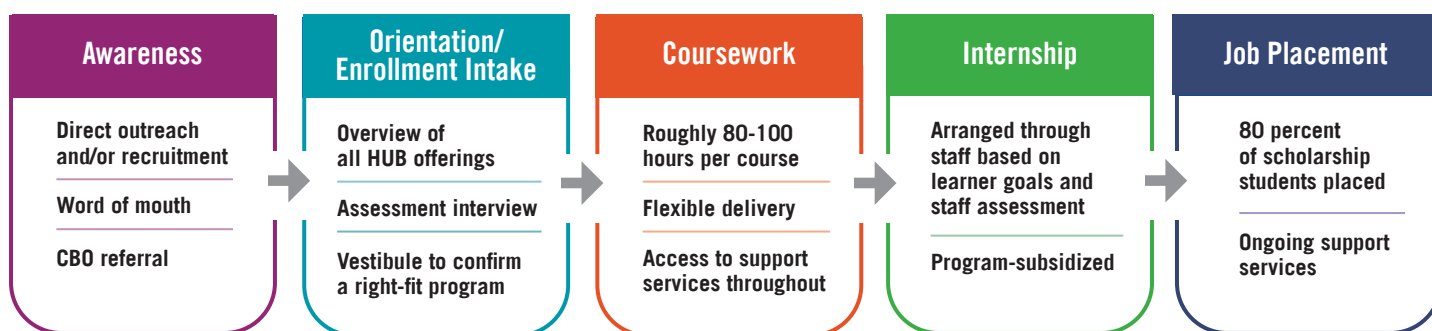 Awareness
Direct outreach
and/or recruitment
Word of mouth
CBO referral
Orientation/
Enrollment Intake
Overview of
all HUB offerings
Assessment interview
Vestibule to confirm
a right-fit program
Coursework
Roughly 80-100
hours per course
Flexible delivery
Access to support
services throughout
Internship
Arranged through
staff based on
learner goals and
staff assessment
Program-subsidized
Job Placement
80 percent
of scholarship
students placed
Ongoing support
services